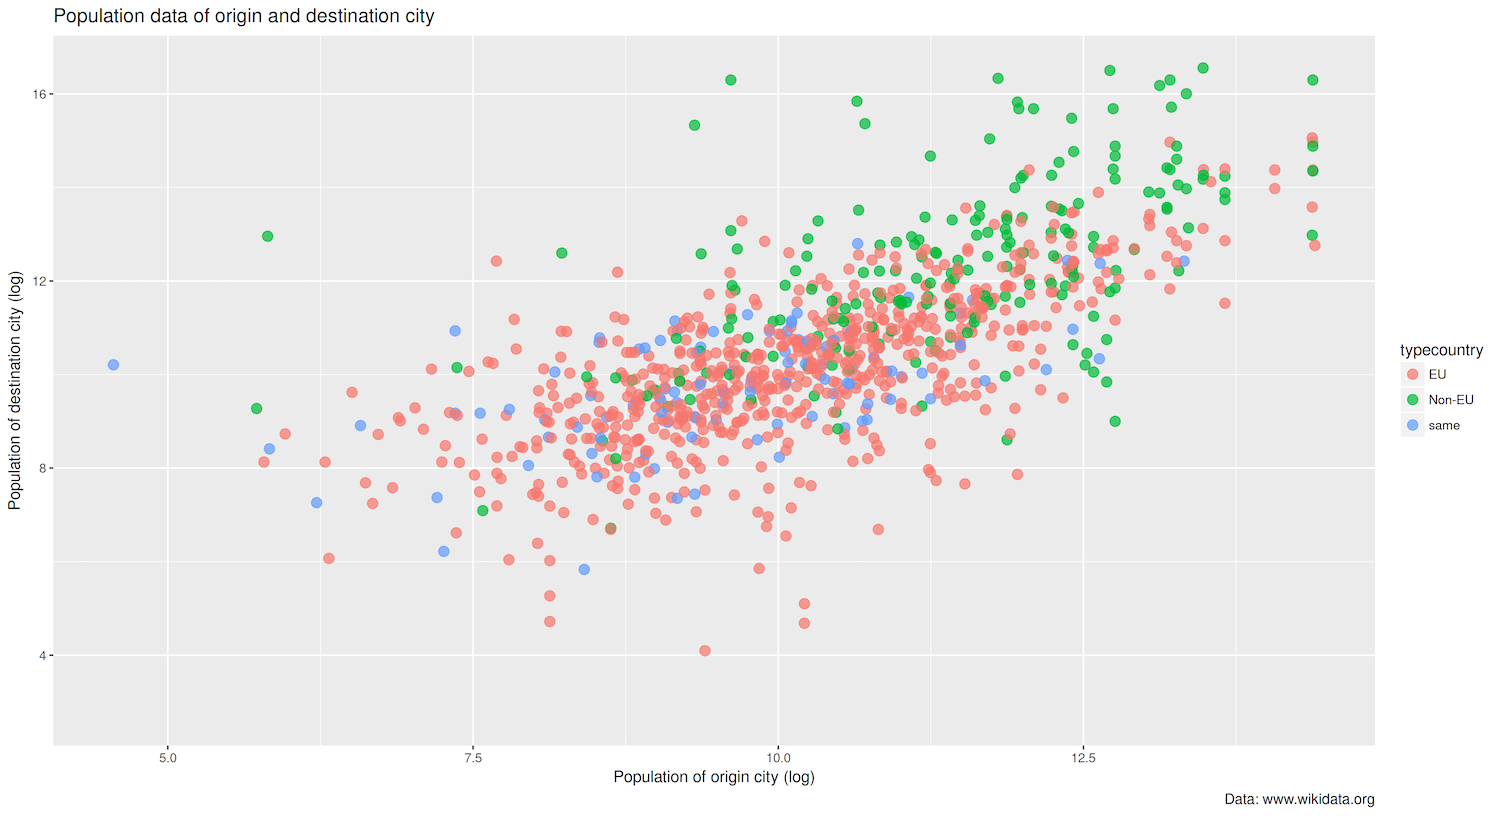 Population data of origin and destination city
Population of destination city (log)
16
12
8
4
5.0
7.5
10.0
12.5
Population of origin city (log)
typecountry
EU
Non-EU
same
Data: www.wikidata.org